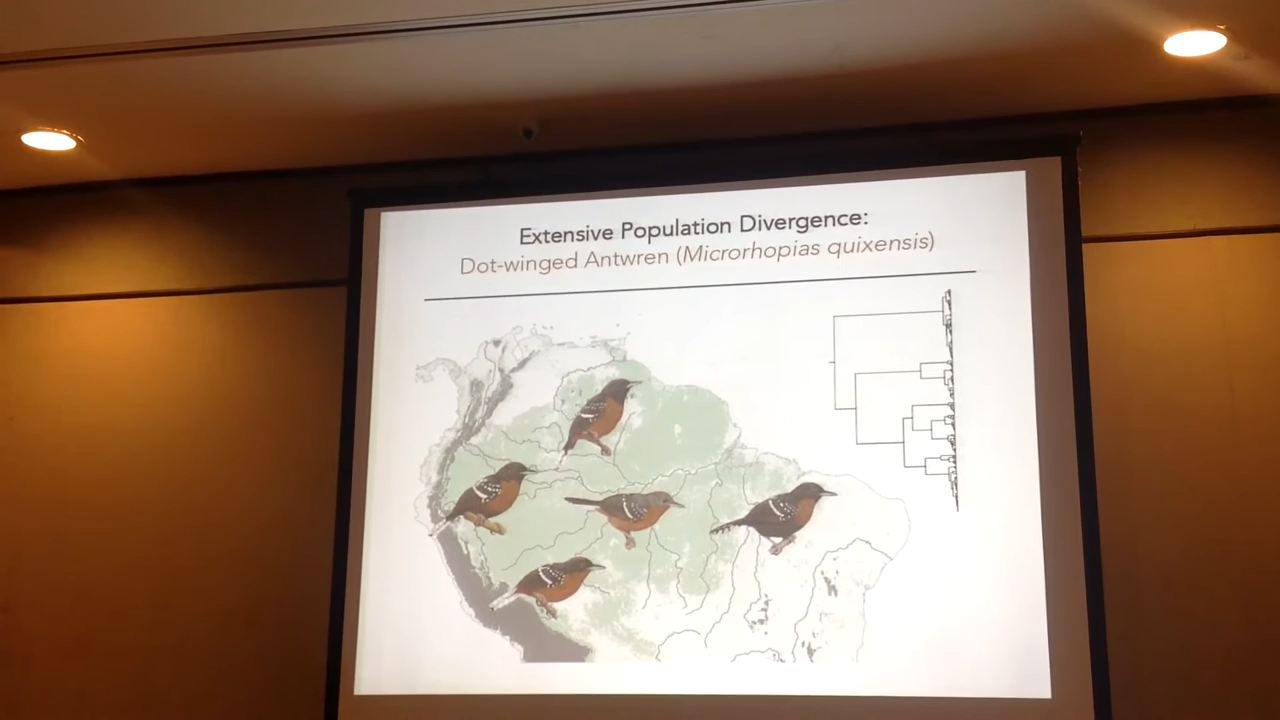 Extensive Population Divergence:
Dot-winged Antwren (Microrhopias quixensis)